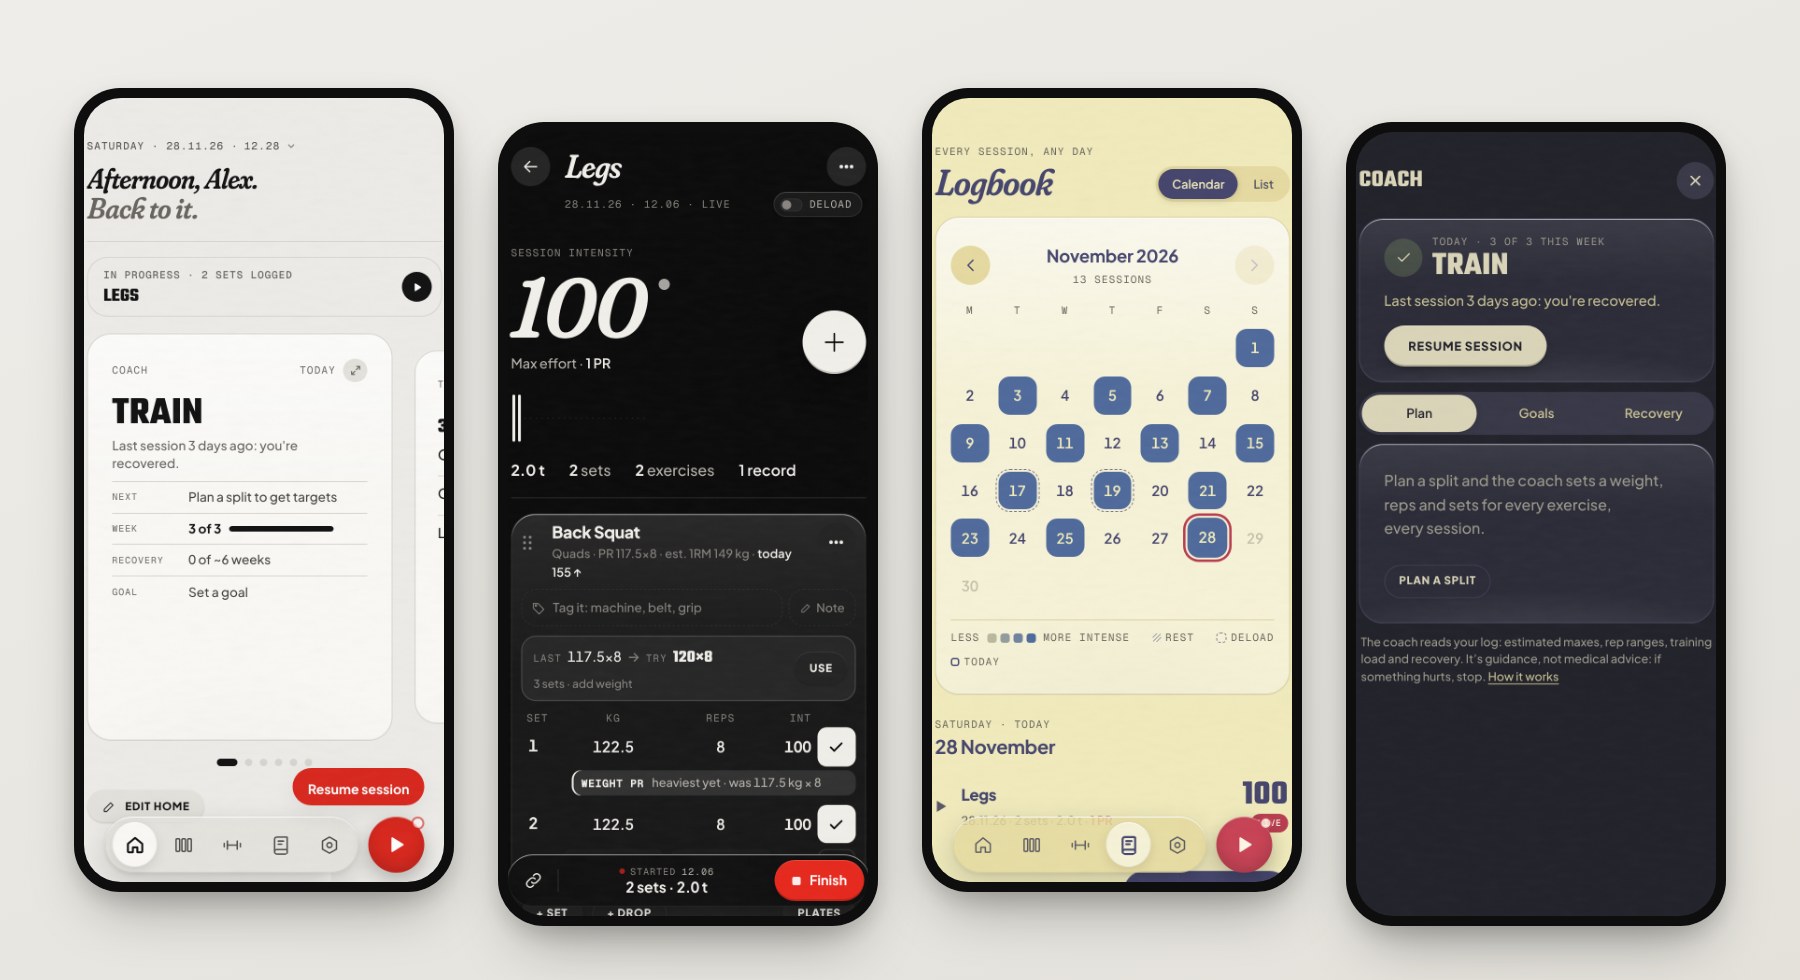 SATURDAY · 28.11.26 · 12.28
Afternoon, Alex.
Back to it.
IN PROGRESS · 2 SETS LOGGED
LEGS
COACH TODAY
TRAIN
Last session 3 days ago: you're
recovered.
NEXT Plan a split to get targets
WEEK 3 of 3
RECOVERY 0 of ~6 weeks
GOAL Set a goal
Resume session
EDIT HOME
Legs
28.11.26 · 12.06 · LIVE DELOAD
SESSION INTENSITY
100
Max effort · 1 PR
2.0 t 2 sets 2 exercises 1 record
Back Squat
Quads · PR 117.5×8 · est. 1RM 149 kg · today
155 ↑
Tag it: machine, belt, grip Note
LAST 117.5×8 → TRY 120×8 USE
3 sets · add weight
SET KG REPS INT
1 122.5 8 100
WEIGHT PR heaviest yet · was 117.5 kg × 8
2 122.5 8 100
STARTED 12.06
2 sets · 2.0 t
Finish
+ SET + DROP PLATES
EVERY SESSION, ANY DAY
Logbook Calendar List
November 2026
13 SESSIONS
M T W T F S S
1
2 3 4 5 6 7 8
9 10 11 12 13 14 15
16 17 18 19 20 21 22
23 24 25 26 27 28 29
30
LESS MORE INTENSE REST DELOAD
TODAY
SATURDAY · TODAY
28 November
Legs 100
28.11.26 · 2 sets · 2.0 t · 1 PR
COACH
TODAY · 3 OF 3 THIS WEEK
TRAIN
Last session 3 days ago: you're recovered.
RESUME SESSION
Plan Goals Recovery
Plan a split and the coach sets a weight,
reps and sets for every exercise,
every session.
PLAN A SPLIT
The coach reads your log: estimated maxes, rep ranges, training
load and recovery. It's guidance, not medical advice: if
something hurts, stop. How it works